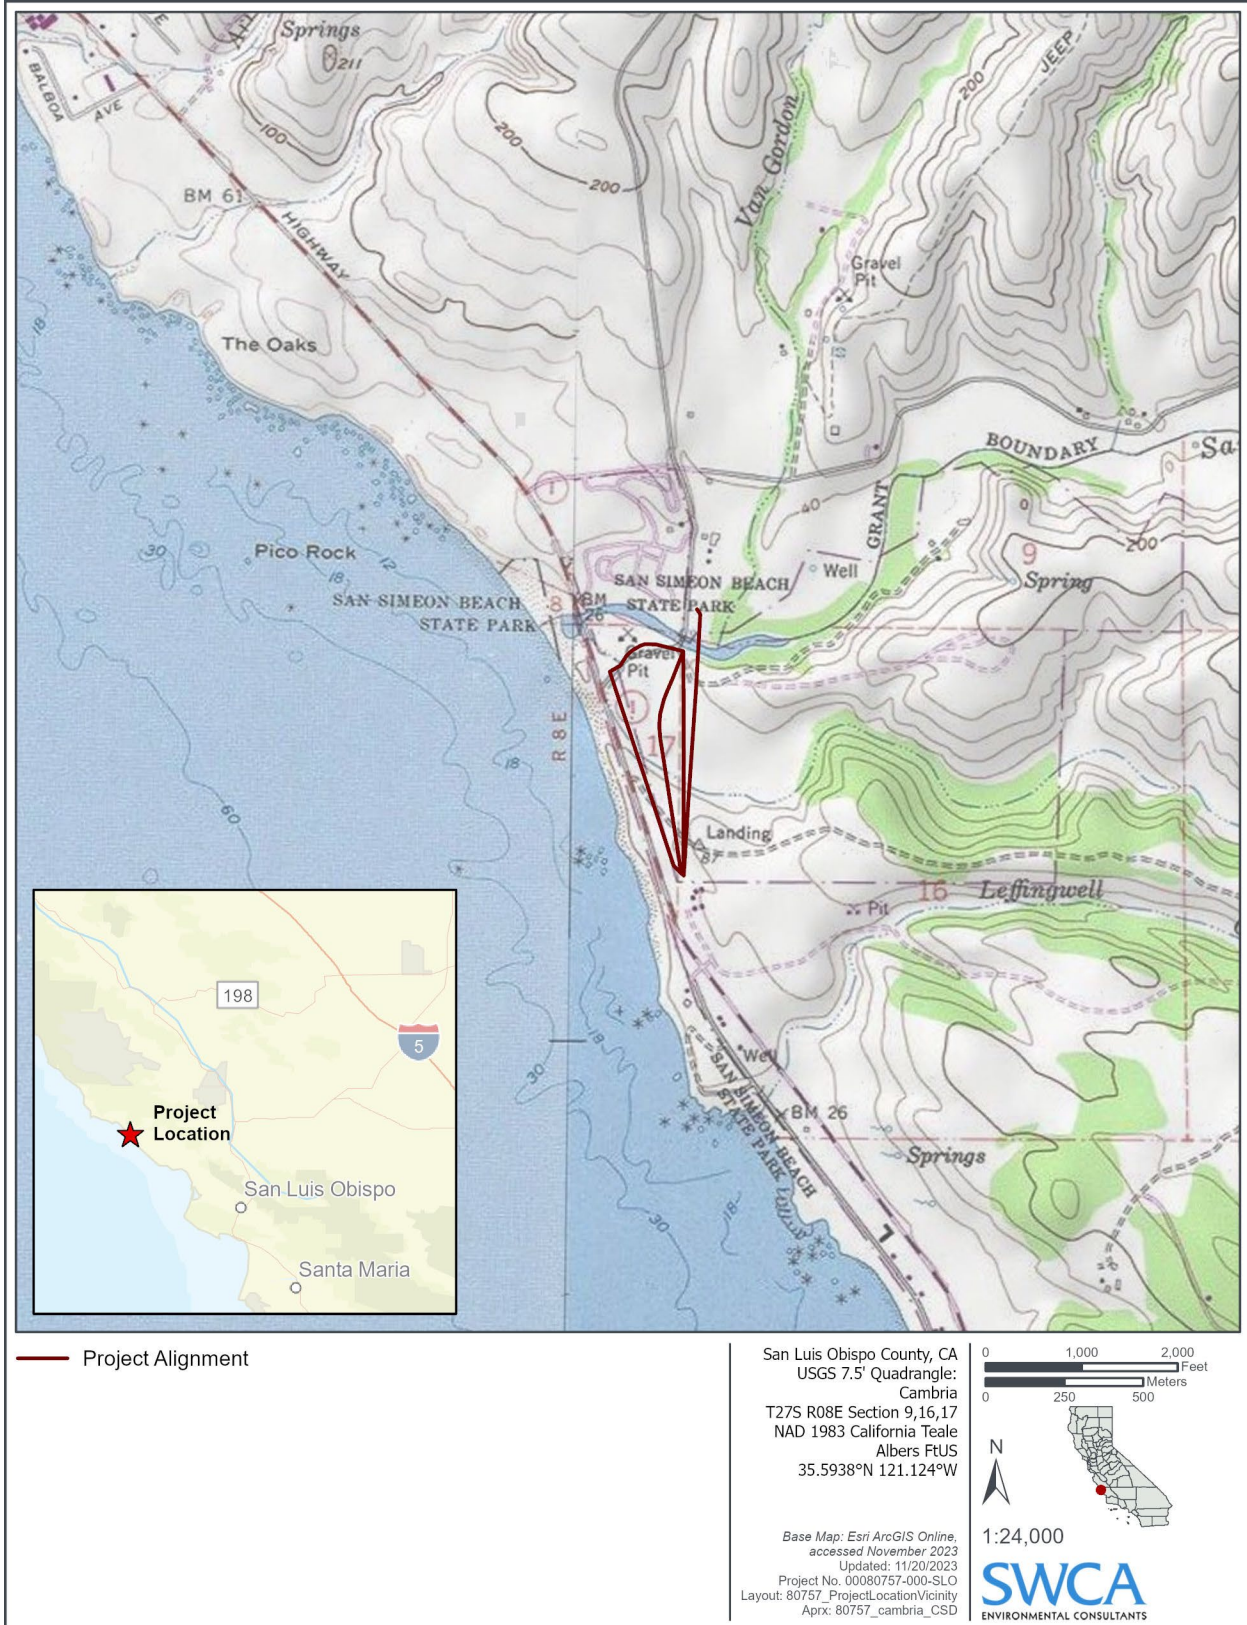 Springs
211
BALBOA
AVE
100
200
200
BM 61
HIGHWAY
Van Gordon
200
JEEP
Gravel
Pit
The Oaks
18
BOUNDARY
GRANT
40
200
9
Spring
Well
Pico Rock
30
18
12
SAN SIMEON BEACH
STATE PARK
SAN SIMEON BEACH
STATE PARK
8
BM
26
Gravel
Pit
1
1
17
R 8E
18
60
Landing
16
Leffingwell
Pit
18
30
Well
SAN SIMEON BEACH
STATE PARK
BM 26
Springs
30
18
198
5
Project
Location
San Luis Obispo
Santa Maria
Project Alignment
San Luis Obispo County, CA
USGS 7.5' Quadrangle:
Cambria
T27S R08E Section 9,16,17
NAD 1983 California Teale
Albers FtUS
35.5938°N 121.124°W
Base Map: Esri ArcGIS Online,
accessed November 2023
Updated: 11/20/2023
Project No. 00080757-000-SLO
Layout: 80757_ProjectLocationVicinity
Aprx: 80757_cambria_CSD
0 1,000 2,000
Feet
Meters
0 250 500
N
1:24,000
SWCA
ENVIRONMENTAL CONSULTANTS